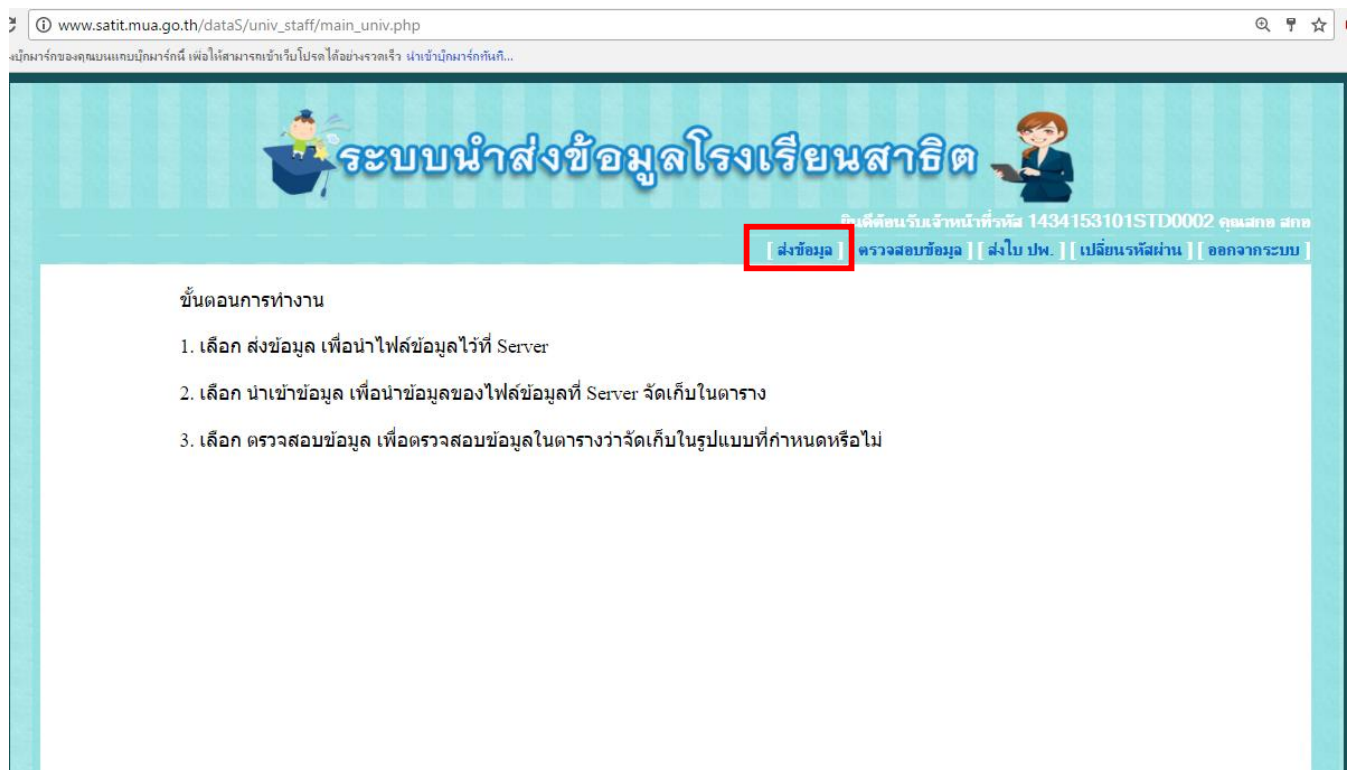 www.satit.mua.go.th/dataS/univ_staff/main_univ.php
บุ๊กมาร์กของคุณบนแถบบุ๊กมาร์กนี้ เพื่อให้สามารถเข้าเว็บโปรดได้อย่างรวดเร็ว นำเข้าบุ๊กมาร์กทันที...
ระบบนำส่งข้อมูลโรงเรียนสาธิต
ยินดีต้อนรับเจ้าหน้าที่รหัส 1434153101STD0002 คุณสกอ สกอ
[ ส่งข้อมูล ] ตรวจสอบข้อมูล ] [ ส่งใบ ปพ. ] [ เปลี่ยนรหัสผ่าน ] [ ออกจากระบบ ]
ขั้นตอนการทำงาน
1. เลือก ส่งข้อมูล เพื่อนำไฟล์ข้อมูลไว้ที่ Server
2. เลือก นำเข้าข้อมูล เพื่อนำข้อมูลของไฟล์ข้อมูลที่ Server จัดเก็บในตาราง
3. เลือก ตรวจสอบข้อมูล เพื่อตรวจสอบข้อมูลในตารางว่าจัดเก็บในรูปแบบที่กำหนดหรือไม่